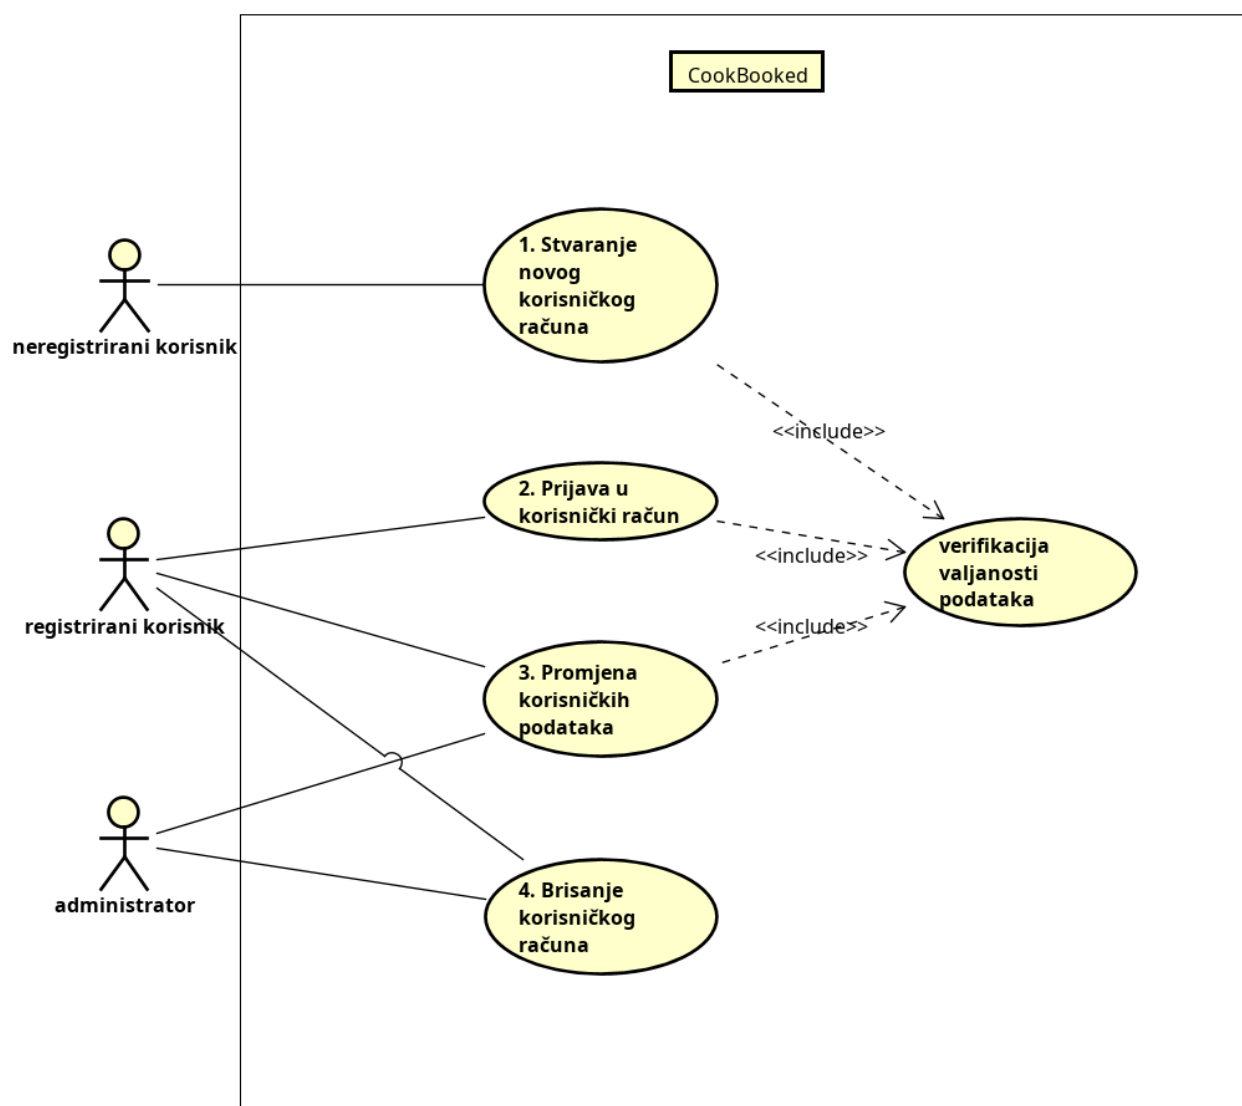 CookBooked
1. Stvaranje
novog
korisničkog
računa
neregistrirani korisnik
<<include>>
2. Prijava u
korisnički račun
<<include>>
verifikacija
valjanosti
podataka
registrirani korisnik
<<include>>
3. Promjena
korisničkih
podataka
administrator
4. Brisanje
korisničkog
računa